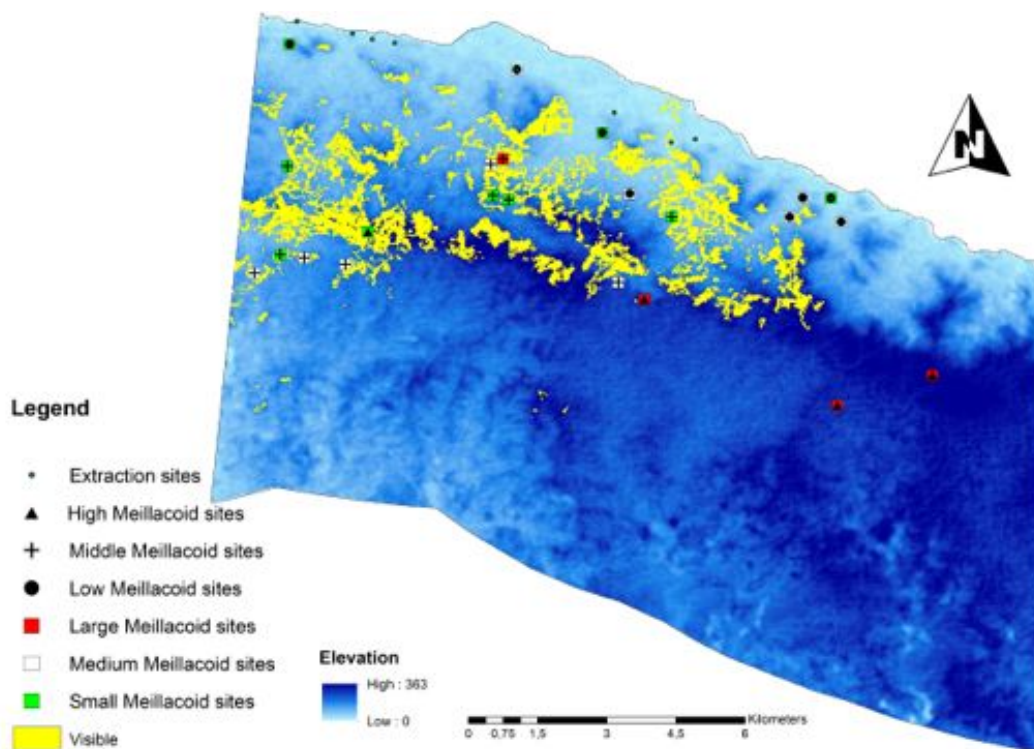 N
Legend
Extraction sites
High Meillacoid sites
Middle Meillacoid sites
Low Meillacoid sites
Large Meillacoid sites
Medium Meillacoid sites
Small Meillacoid sites
Visible
Elevation
High : 363
Low : 0
Kilometers
0 0,75 1,5 3 4,5 6